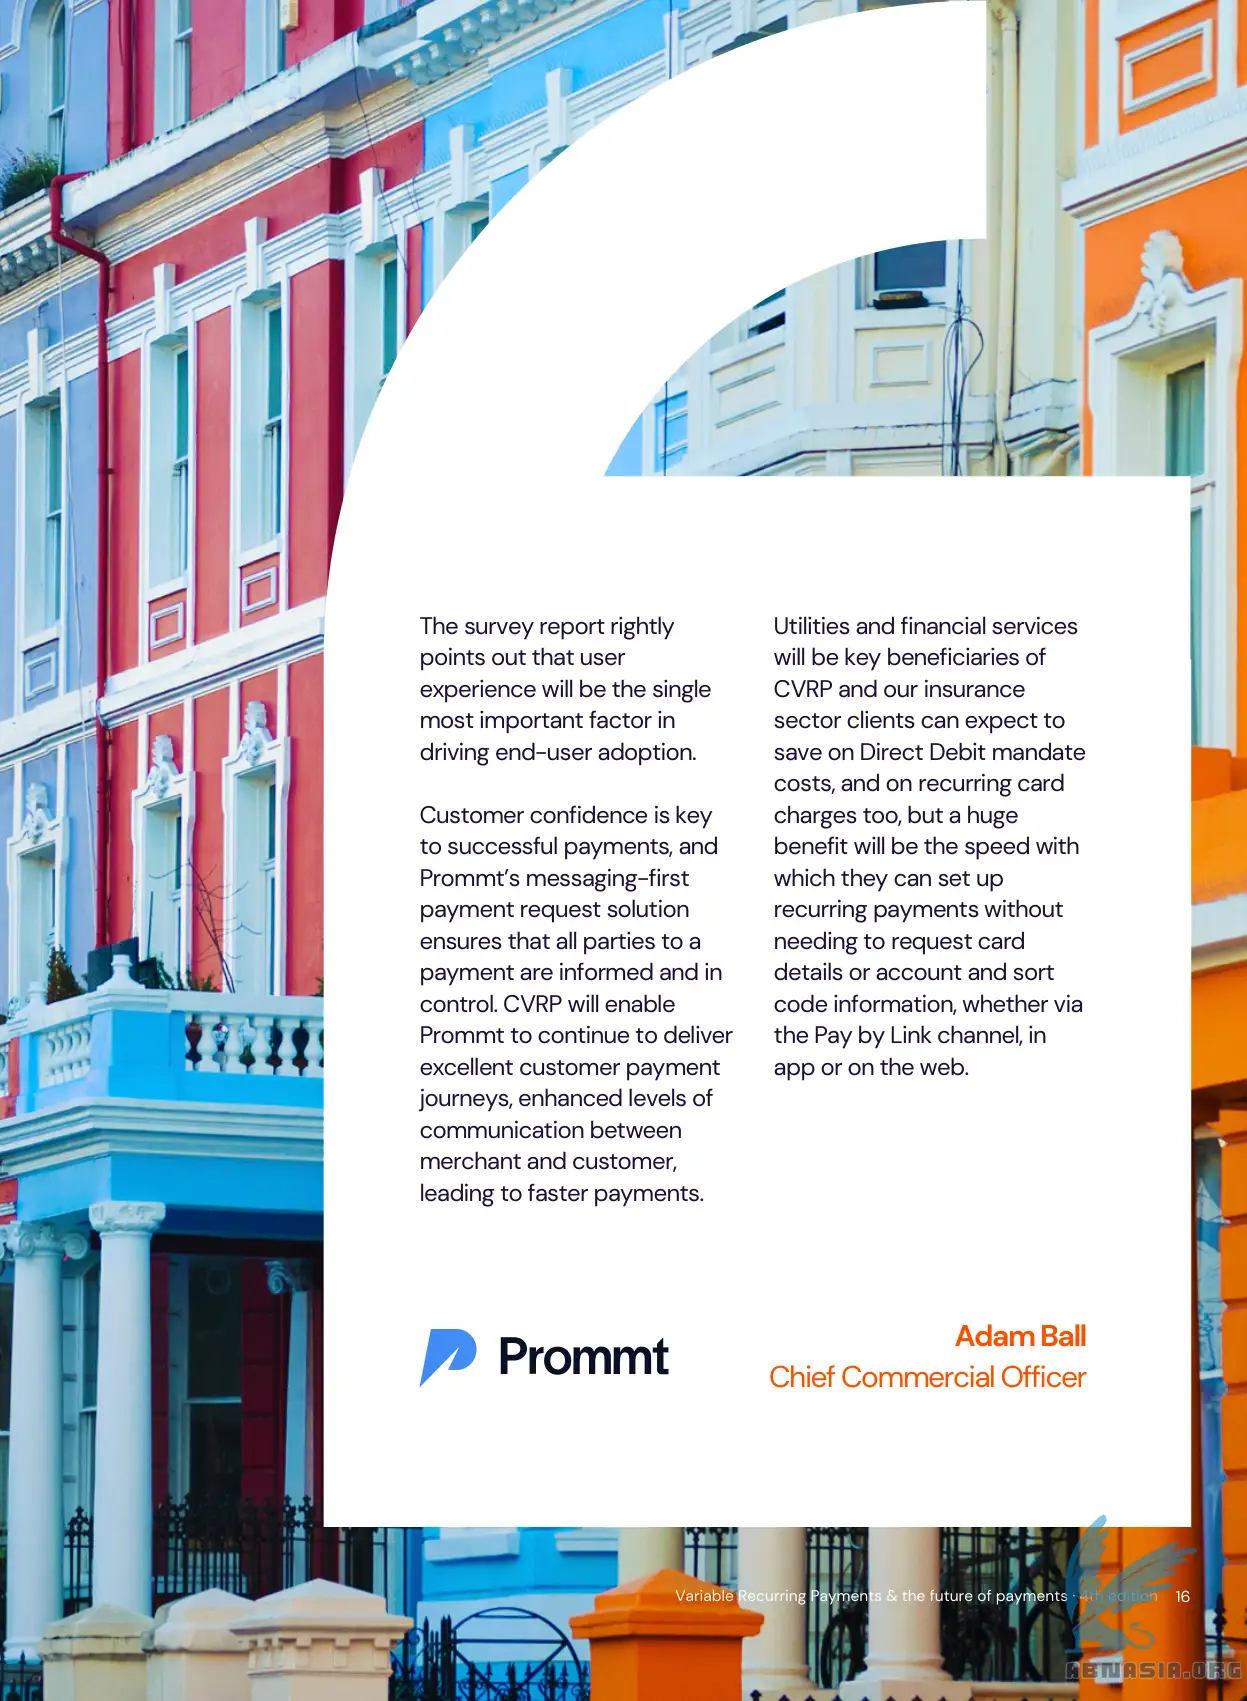 The survey report rightly
points out that user
experience will be the single
most important factor in
driving end-user adoption.
Customer confidence is key
to successful payments, and
Prommt's messaging-first
payment request solution
ensures that all parties to a
payment are informed and in
control. CVRP will enable
Prommt to continue to deliver
excellent customer payment
journeys, enhanced levels of
communication between
merchant and customer,
leading to faster payments.
Utilities and financial services
will be key beneficiaries of
CVRP and our insurance
sector clients can expect to
save on Direct Debit mandate
costs, and on recurring card
charges too, but a huge
benefit will be the speed with
which they can set up
recurring payments without
needing to request card
details or account and sort
code information, whether via
the Pay by Link channel, in
app or on the web.
Prommt
Adam Ball
Chief Commercial Officer
Variable Recurring Payments & the future of payments · 4th edition 16
ABNASIA.ORG